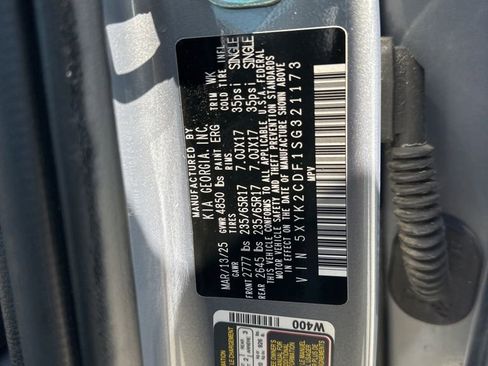 MANUFACTURED BY
KIA GEORGIA, INC.
MAR/13/25 GVWR 4850 lbs PAINT ERG TRIM WK
GAWR TIRES RIMS COLD TIRE INFL
FRONT 2777 lbs 235/65R17 7.0JX17 35psi SINGLE
REAR 2645 lbs 235/65R17 7.0JX17 35psi SINGLE
THIS VEHICLE CONFORMS TO ALL APPLICABLE U.S.A. FEDERAL
MOTOR VEHICLE SAFETY AND THEFT PREVENTION STANDARDS
IN EFFECT ON THE DATE OF MANUFACTURE SHOWN ABOVE
VIN 5XYK2CDF1SG321173
MPV
W400